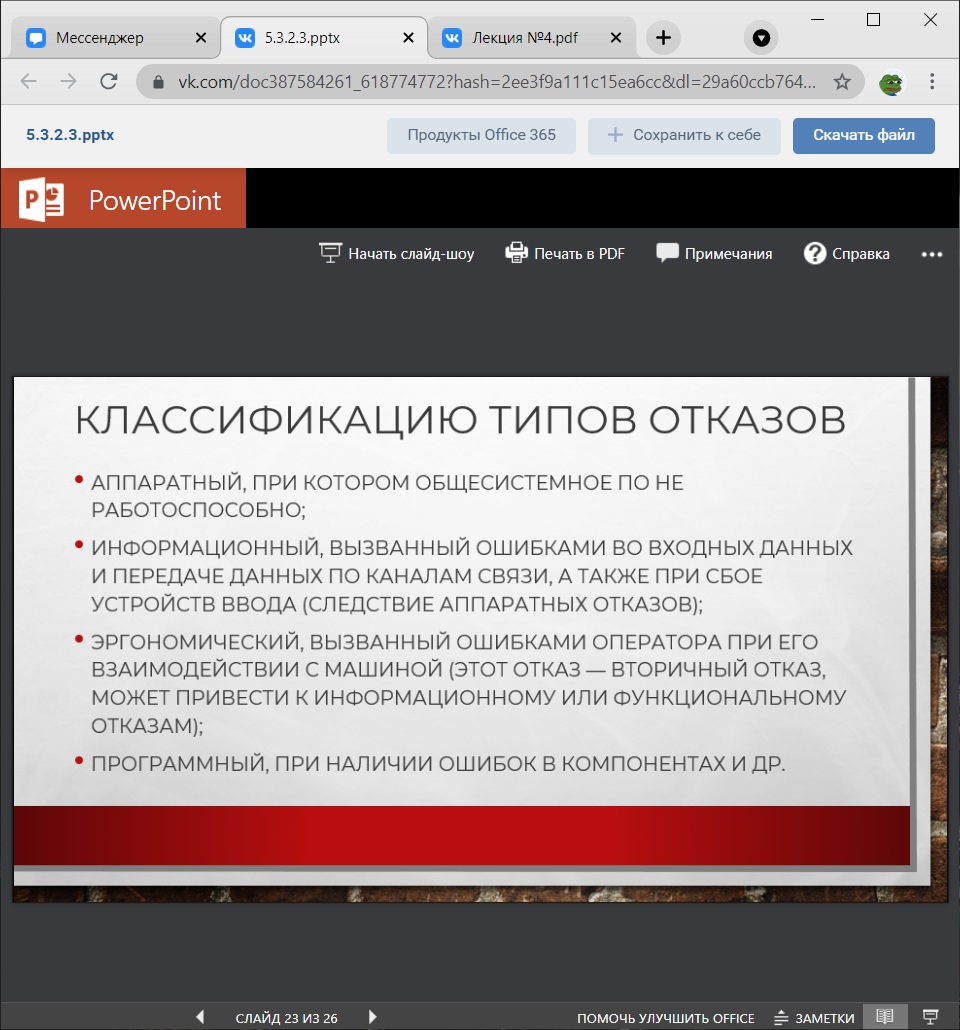 Мессенджер
5.3.2.3.pptx
Лекция №4.pdf
vk.com/doc387584261_618774772?hash=2ee3f9a111c15ea6cc&dl=29a60ccb764...
5.3.2.3.pptx
Продукты Office 365
+ Сохранить к себе
Скачать файл
PowerPoint
Начать слайд-шоу
Печать в PDF
Примечания
Справка
КЛАССИФИКАЦИЮ ТИПОВ ОТКАЗОВ
• АППАРАТНЫЙ, ПРИ КОТОРОМ ОБЩЕСИСТЕМНОЕ ПО НЕ
РАБОТОСПОСОБНО;
• ИНФОРМАЦИОННЫЙ, ВЫЗВАННЫЙ ОШИБКАМИ ВО ВХОДНЫХ ДАННЫХ
И ПЕРЕДАЧЕ ДАННЫХ ПО КАНАЛАМ СВЯЗИ, А ТАКЖЕ ПРИ СБОЕ
УСТРОЙСТВ ВВОДА (СЛЕДСТВИЕ АППАРАТНЫХ ОТКАЗОВ);
• ЭРГОНОМИЧЕСКИЙ, ВЫЗВАННЫЙ ОШИБКАМИ ОПЕРАТОРА ПРИ ЕГО
ВЗАИМОДЕЙСТВИИ С МАШИНОЙ (ЭТОТ ОТКАЗ — ВТОРИЧНЫЙ ОТКАЗ,
МОЖЕТ ПРИВЕСТИ К ИНФОРМАЦИОННОМУ ИЛИ ФУНКЦИОНАЛЬНОМУ
ОТКАЗАМ);
• ПРОГРАММНЫЙ, ПРИ НАЛИЧИИ ОШИБОК В КОМПОНЕНТАХ И ДР.
СЛАЙД 23 ИЗ 26
ПОМОЧЬ УЛУЧШИТЬ OFFICE
ЗАМЕТКИ